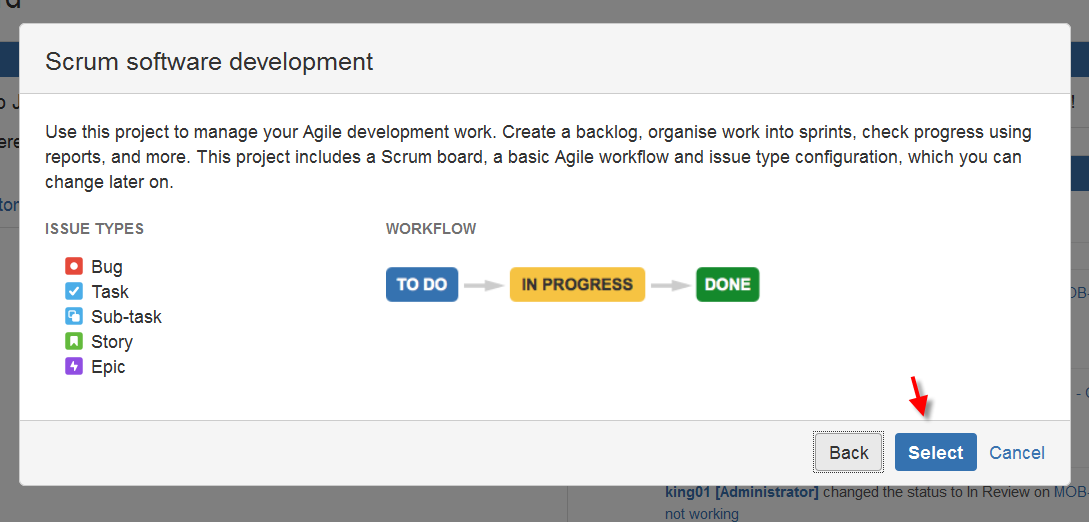 Scrum software development
Use this project to manage your Agile development work. Create a backlog, organise work into sprints, check progress using
reports, and more. This project includes a Scrum board, a basic Agile workflow and issue type configuration, which you can
change later on.
ISSUE TYPES
Bug
Task
Sub-task
Story
Epic
WORKFLOW
TO DO
IN PROGRESS
DONE
Back
Select
Cancel
king01 [Administrator] changed the status to In Review on MOB-
not working